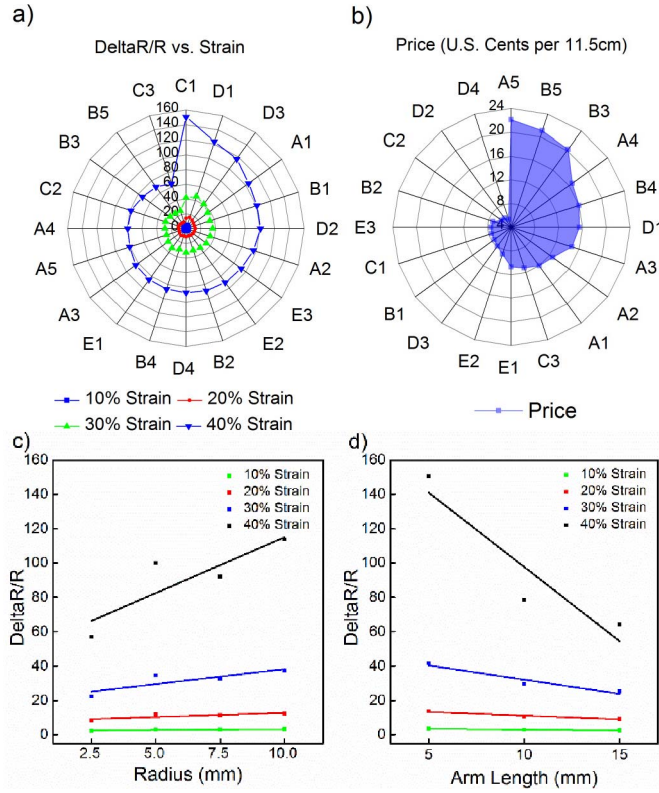 a)
DeltaR/R vs. Strain
C1
D1
D3
A1
B1
D2
A2
E3
E2
B2
D4
B4
E1
A3
A5
A4
C2
B3
B5
C3
160
140
120
100
80
60
40
20
0
10% Strain
20% Strain
30% Strain
40% Strain
b)
Price (U.S. Cents per 11.5cm)
A5
B5
B3
A4
B4
D1
A3
A2
A1
C3
E1
E2
D3
B1
C1
E3
B2
C2
D2
D4
24
20
16
12
8
4
Price
c)
160
140
120
100
80
60
40
20
0
DeltaR/R
10% Strain
20% Strain
30% Strain
40% Strain
2.5 5.0 7.5 10.0
Radius (mm)
d)
160
140
120
100
80
60
40
20
0
DeltaR/R
10% Strain
20% Strain
30% Strain
40% Strain
5 10 15
Arm Length (mm)